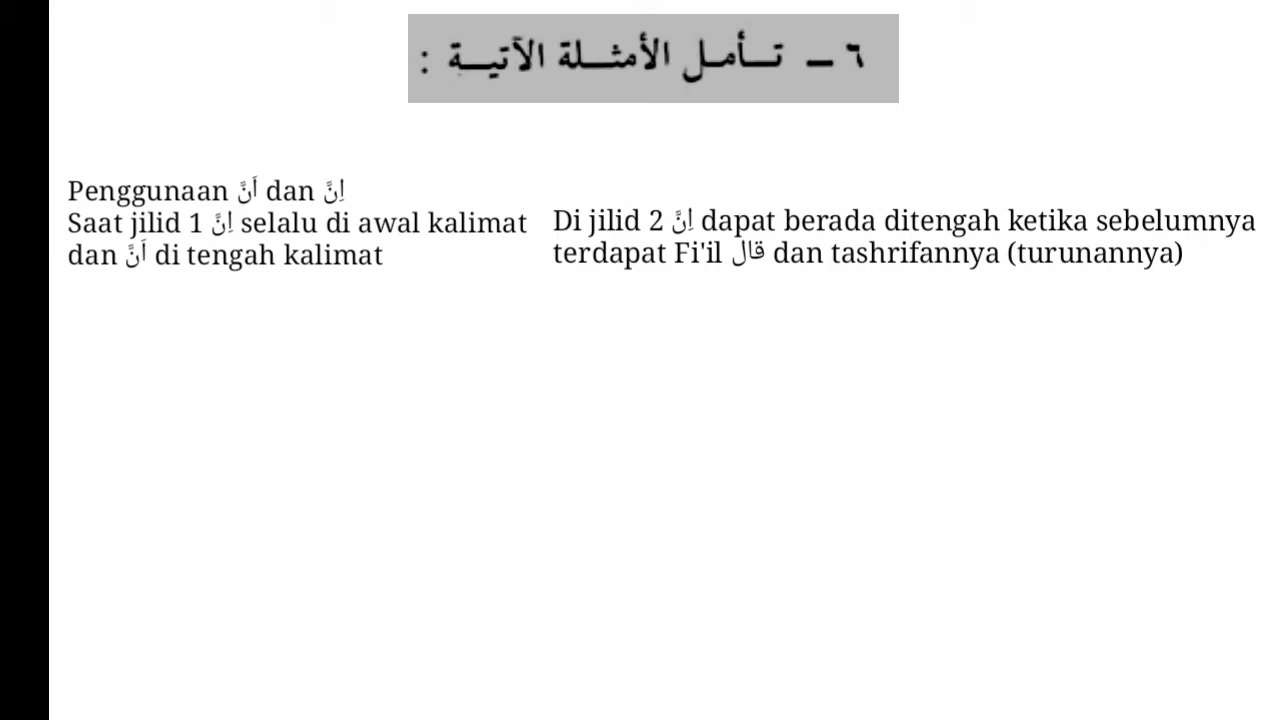 ٦ – تأمل الأمثلة الآتية :
Penggunaan اَنَّ dan اِنَّ
Saat jilid 1 اِنَّ selalu di awal kalimat
dan اَنَّ di tengah kalimat
Di jilid 2 اِنَّ dapat berada ditengah ketika sebelumnya
terdapat Fi'il قال dan tashrifannya (turunannya)